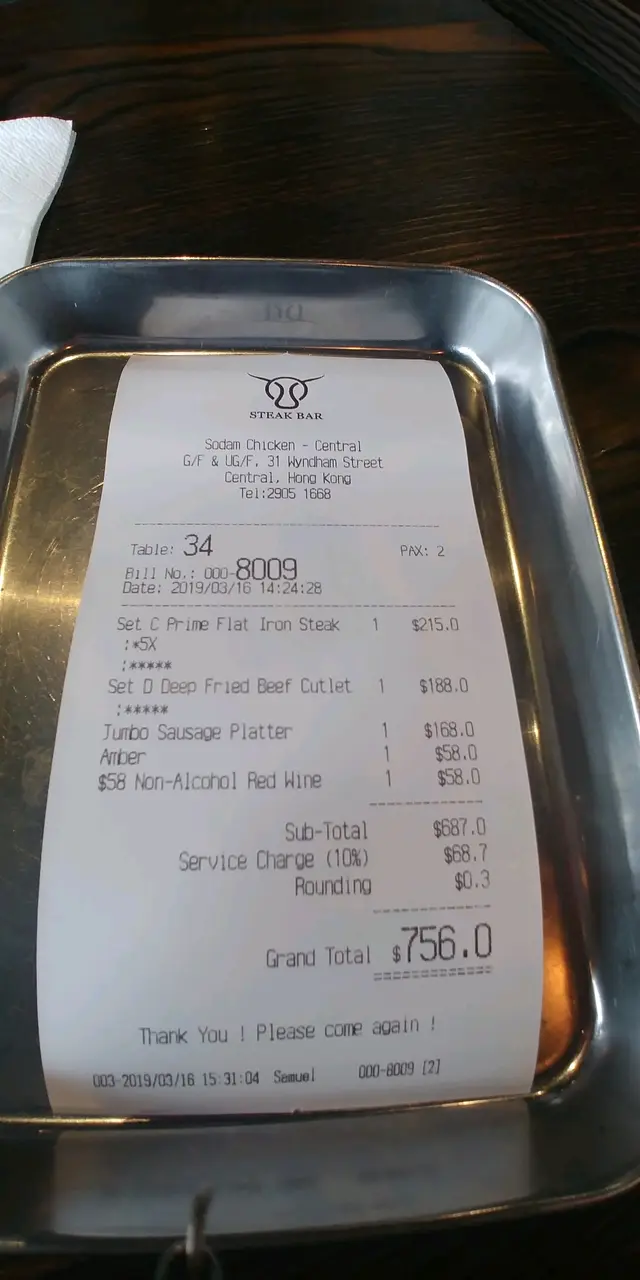 STEAK BAR
Sodam Chicken - Central
G/F & UG/F, 31 Wyndham Street
Central, Hong Kong
Tel:2905 1668
Table: 34 PAX: 2
Bill No.: 000-8009
Date: 2019/03/16 14:24:28
Set C Prime Flat Iron Steak 1 $215.0
:*5X
:*****
Set D Deep Fried Beef Cutlet 1 $188.0
:*****
Jumbo Sausage Platter 1 $168.0
Amber 1 $58.0
$58 Non-Alcohol Red Wine 1 $58.0
Sub-Total $687.0
Service Charge (10%) $68.7
Rounding $0.3
Grand Total $756.0
Thank You ! Please come again !
003-2019/03/16 15:31:04 Samuel 000-8009 [2]